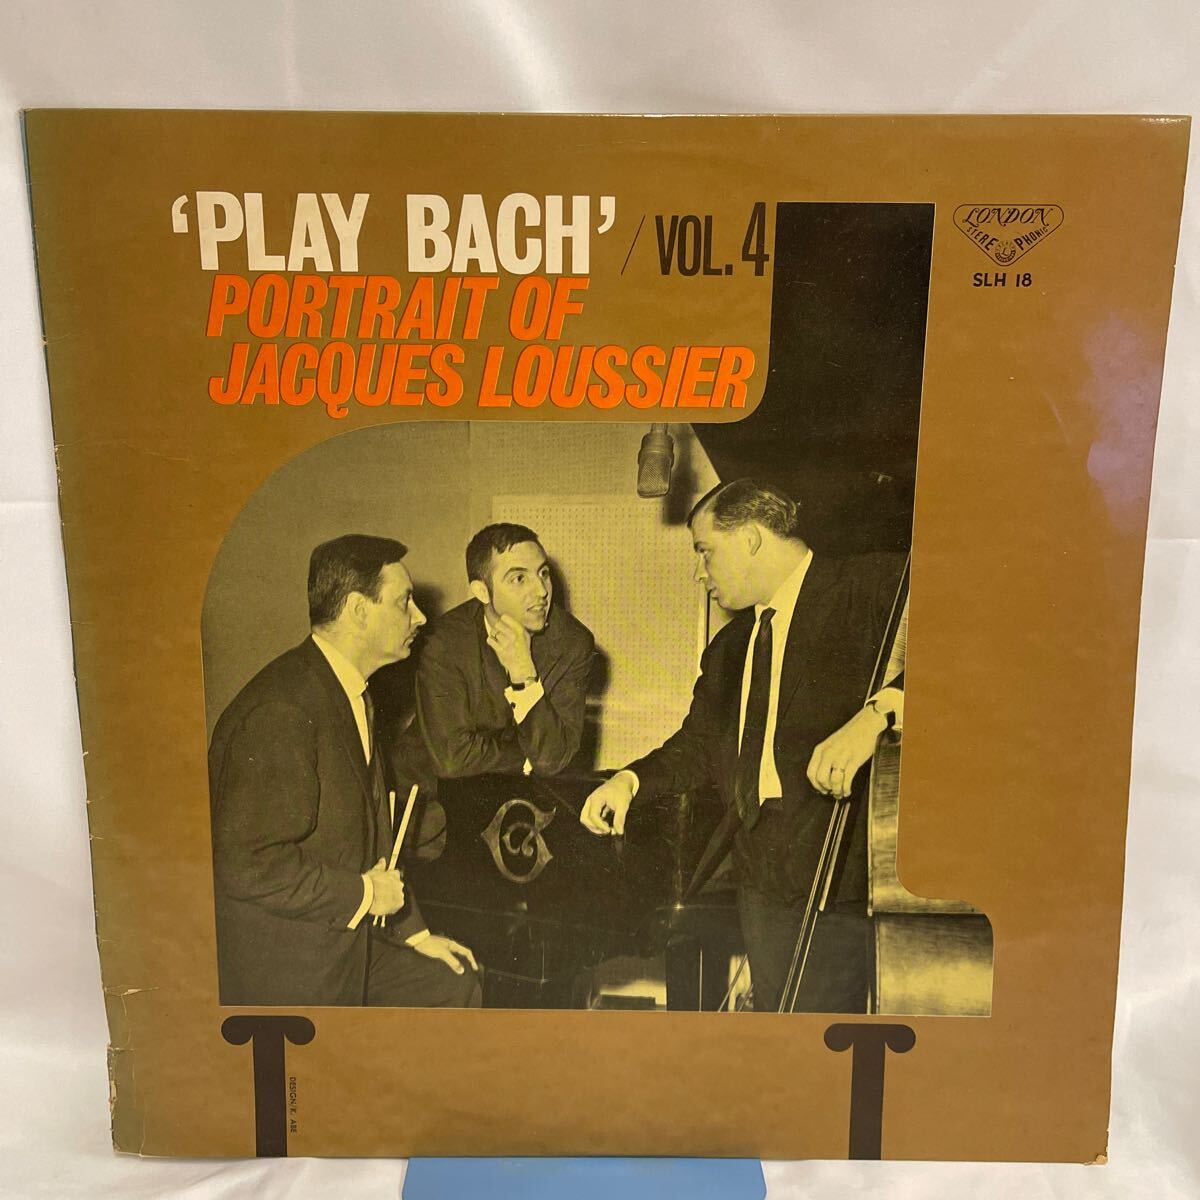 ‘PLAY BACH’ / VOL. 4
PORTRAIT OF
JACQUES LOUSSIER
LONDON
STEREOPHONIC
SLH 18
DESIGN/K. ABE